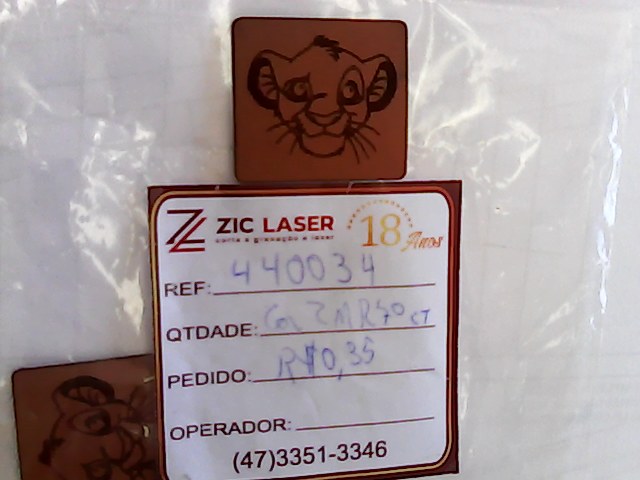 ZIC LASER
corte e gravação a laser
18 Anos
REF: 440034
QTDADE:
PEDIDO: R$0,35
OPERADOR:
(47)3351-3346